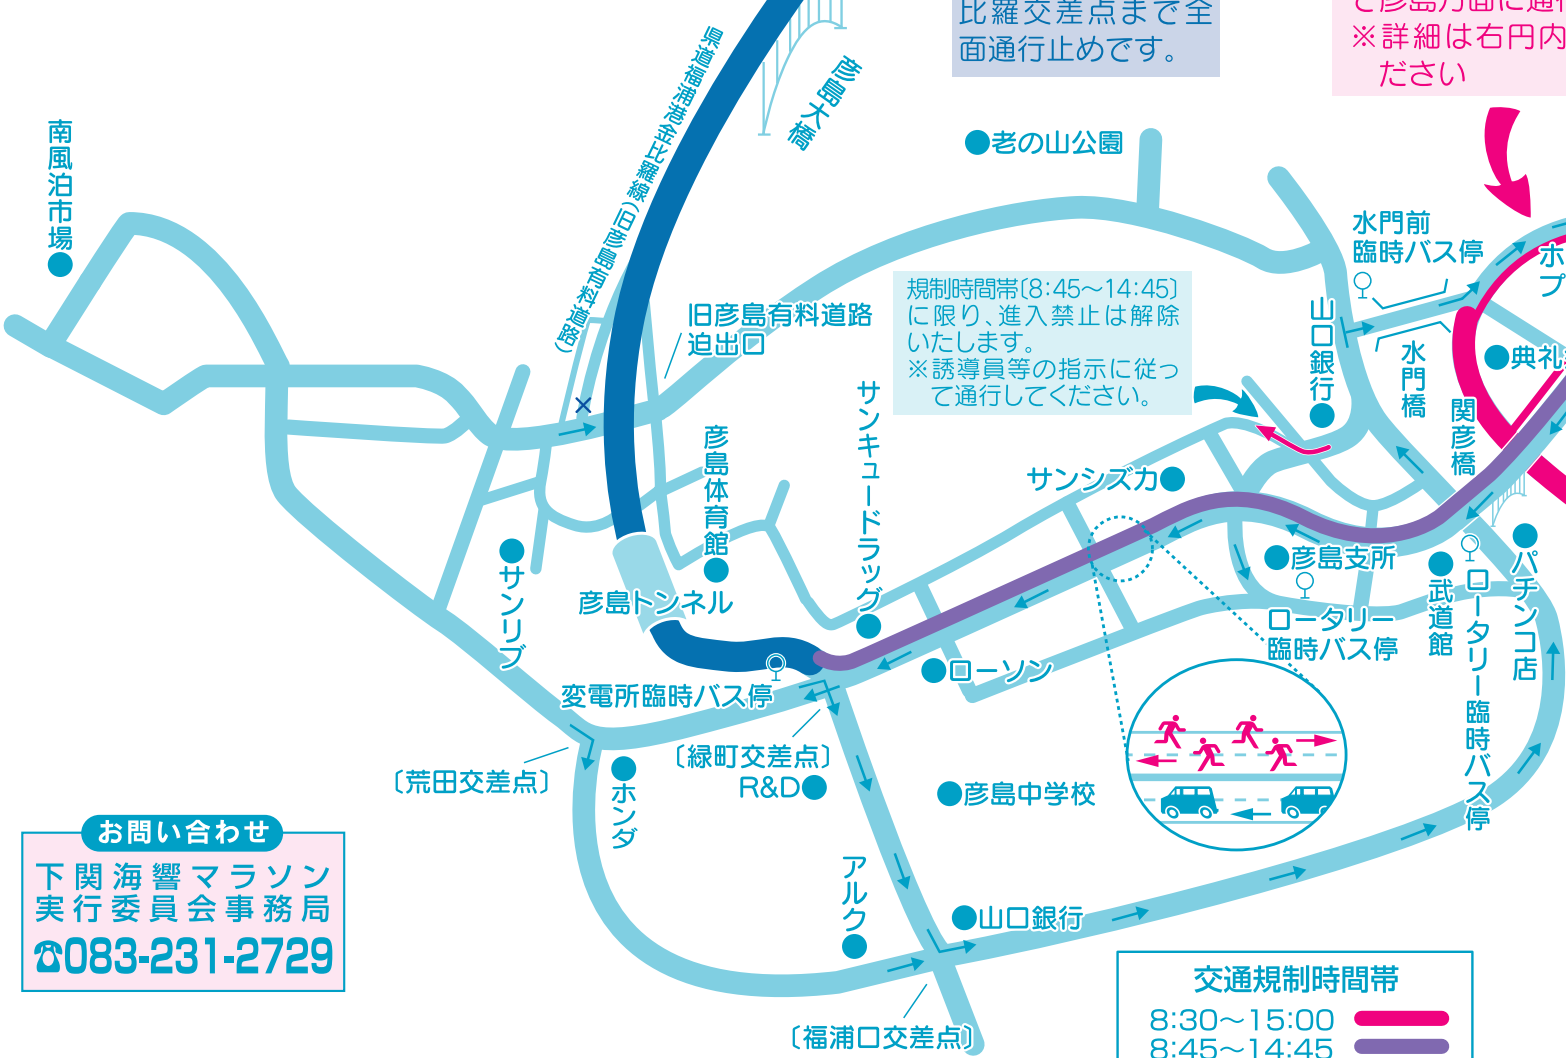 比羅交差点まで全
面通行止めです。
※詳細は右円内
ださい
県道福浦港金比羅線(旧彦島有料道路)
彦島大橋
南風泊市場
老の山公園
水門前
臨時バス停
ホ
プ
規制時間帯〔8:45〜14:45〕
に限り、進入禁止は解除
いたします。
※誘導員等の指示に従っ
て通行してください。
旧彦島有料道路
迫出口
山口銀行
水門橋
典礼
関彦橋
サンキュードラッグ
彦島体育館
サンシズカ
サンリブ
彦島トンネル
彦島支所
ロータリー
臨時バス停
武道館
ロータリー臨時バス停
パチンコ店
ローソン
変電所臨時バス停
〔緑町交差点〕
R&D
〔荒田交差点〕
ホンダ
彦島中学校
アルク
山口銀行
〔福浦口交差点〕
お問い合わせ
下関海響マラソン
実行委員会事務局
☎083-231-2729
交通規制時間帯
8:30〜15:00
8:45〜14:45